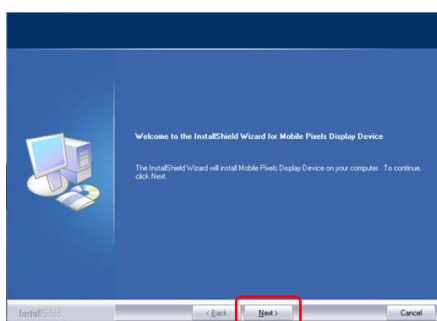 Welcome to the InstallShield Wizard for Mobile Pixels Display Device
The InstallShield Wizard will install Mobile Pixels Display Device on your computer. To continue,
click Next.
InstallShield
< Back
Next >
Cancel